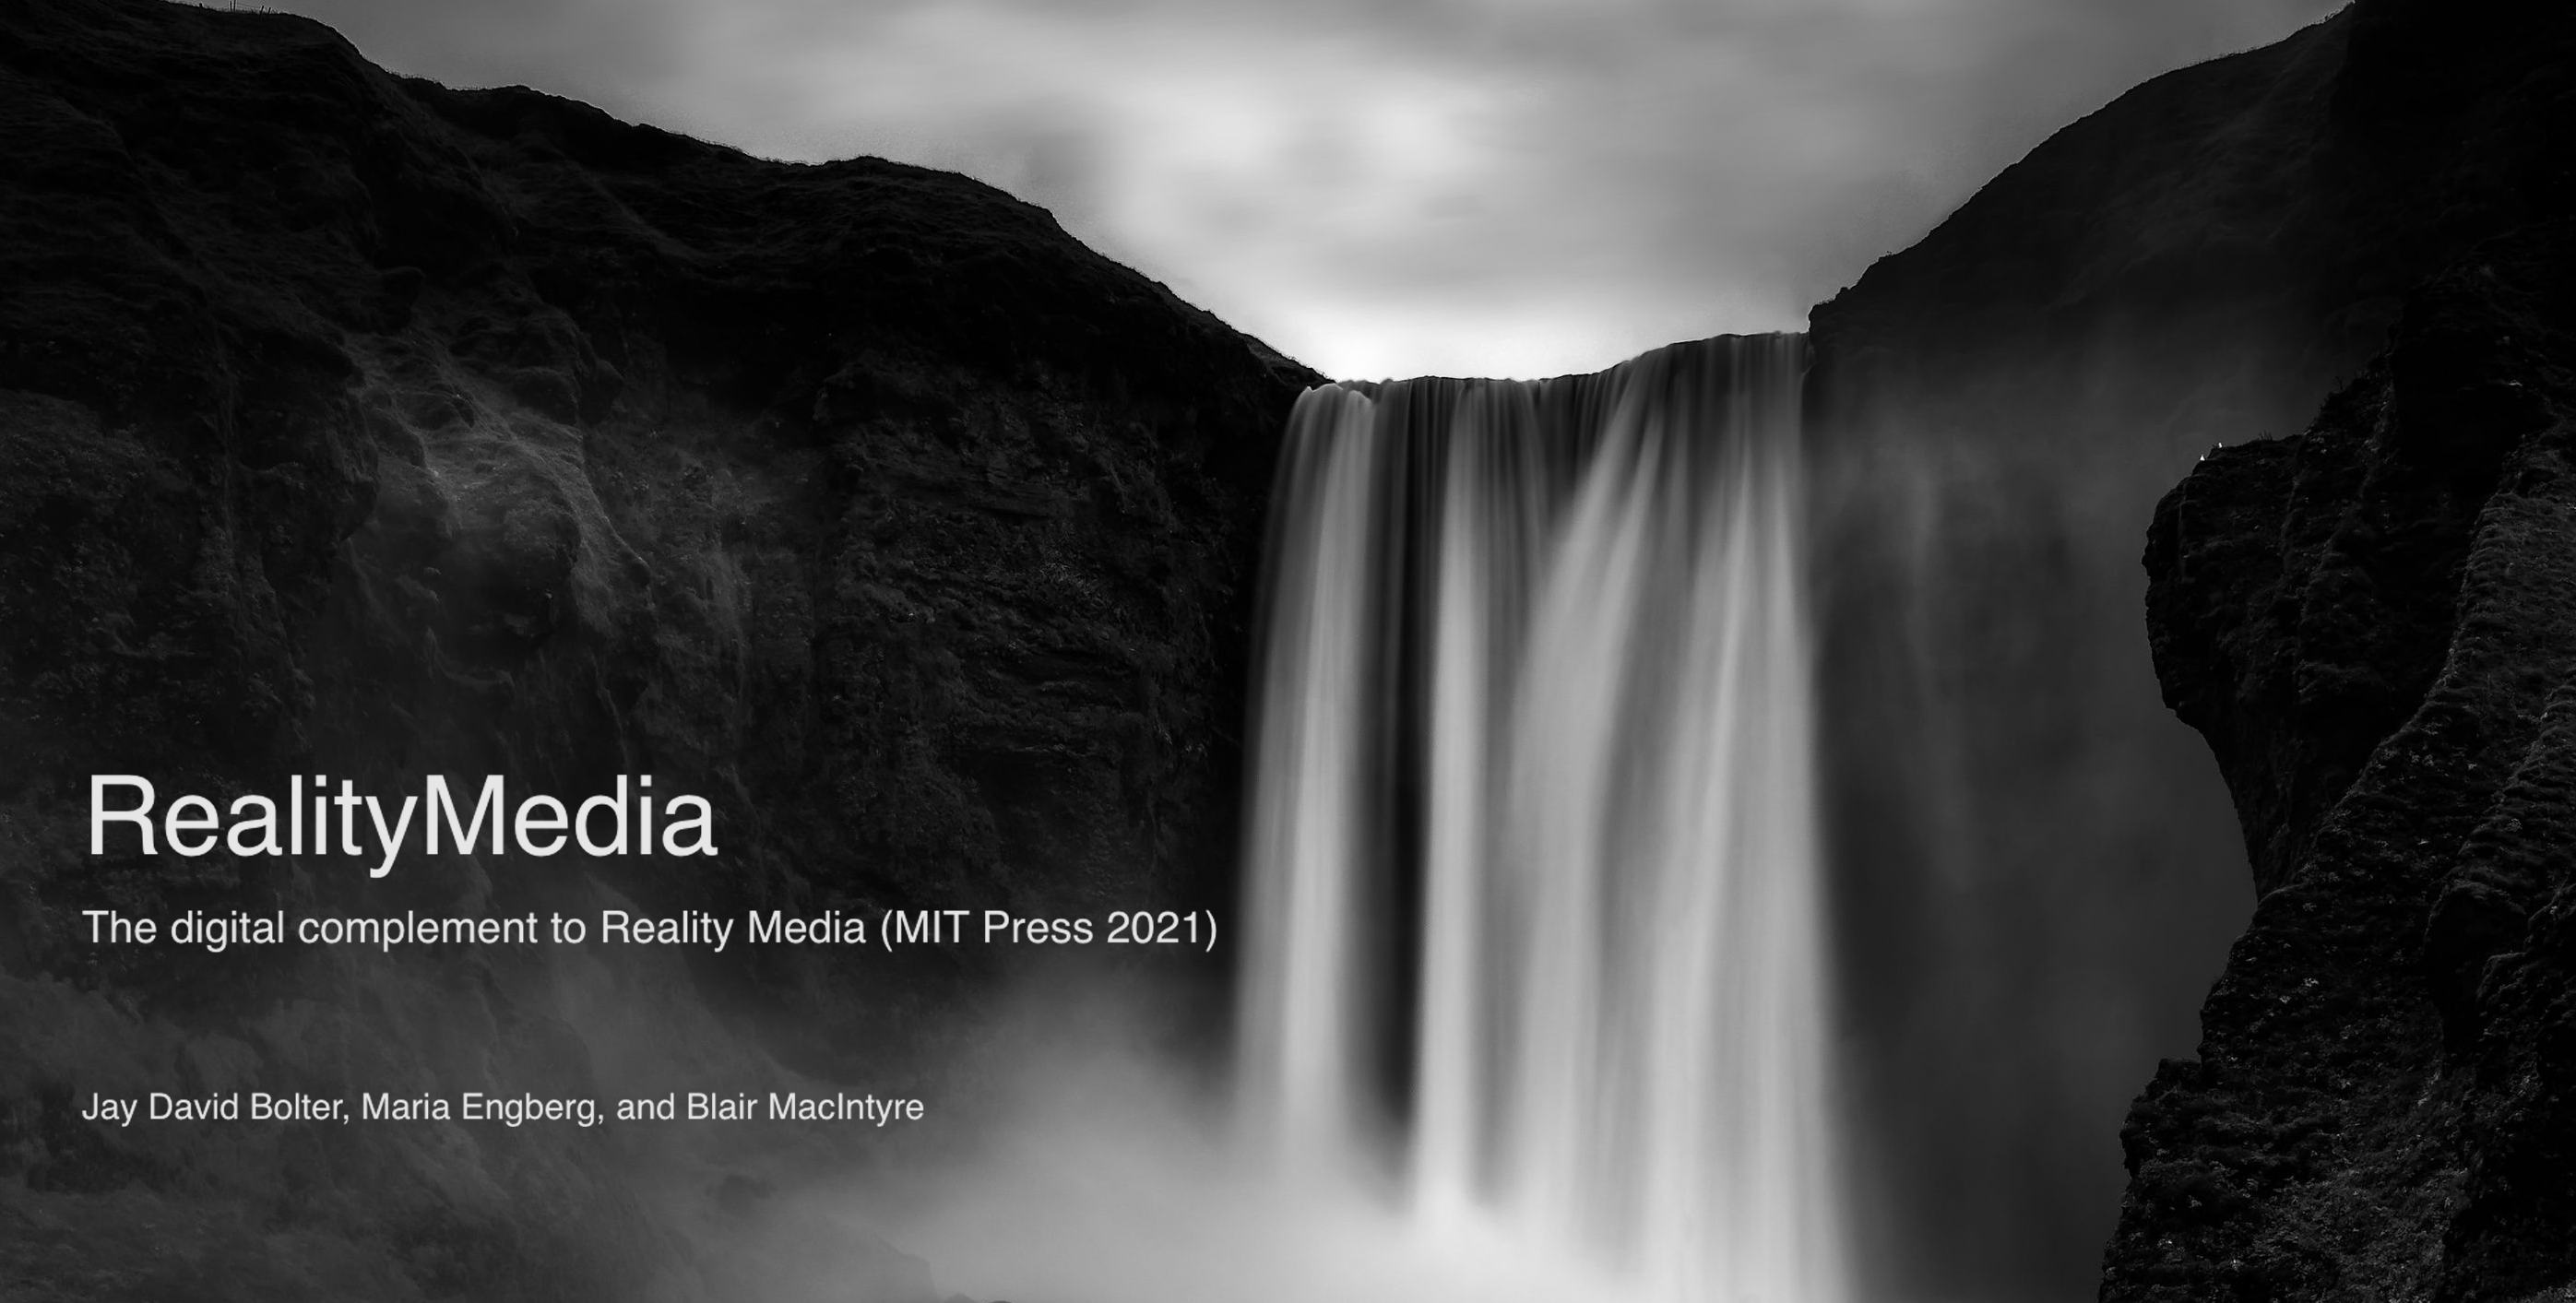 RealityMedia
The digital complement to Reality Media (MIT Press 2021)
Jay David Bolter, Maria Engberg, and Blair MacIntyre